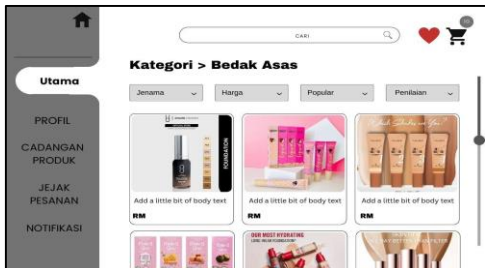 CARI
Kategori > Bedak Asas
Utama
Jenama
Harga
Popular
Penilaian
PROFIL
CADANGAN
PRODUK
JEJAK
PESANAN
NOTIFIKASI
FOUNDATION
Add a little bit of body text
RM
Add a little bit of body text
RM
Add a little bit of body text
RM
OUR MOST HYDRATING